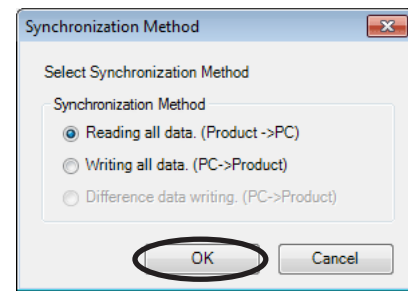 Synchronization Method
Select Synchronization Method
Synchronization Method
Reading all data. (Product ->PC)
Writing all data. (PC->Product)
Difference data writing. (PC->Product)
OK Cancel